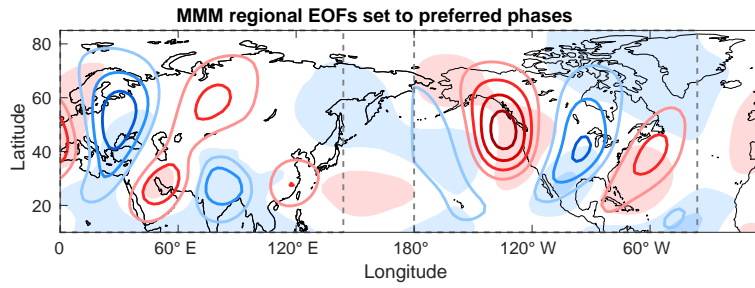 MMM regional EOFs set to preferred phases
80
60
40
20
Latitude
0
60° E
120° E
180°
120° W
60° W
Longitude